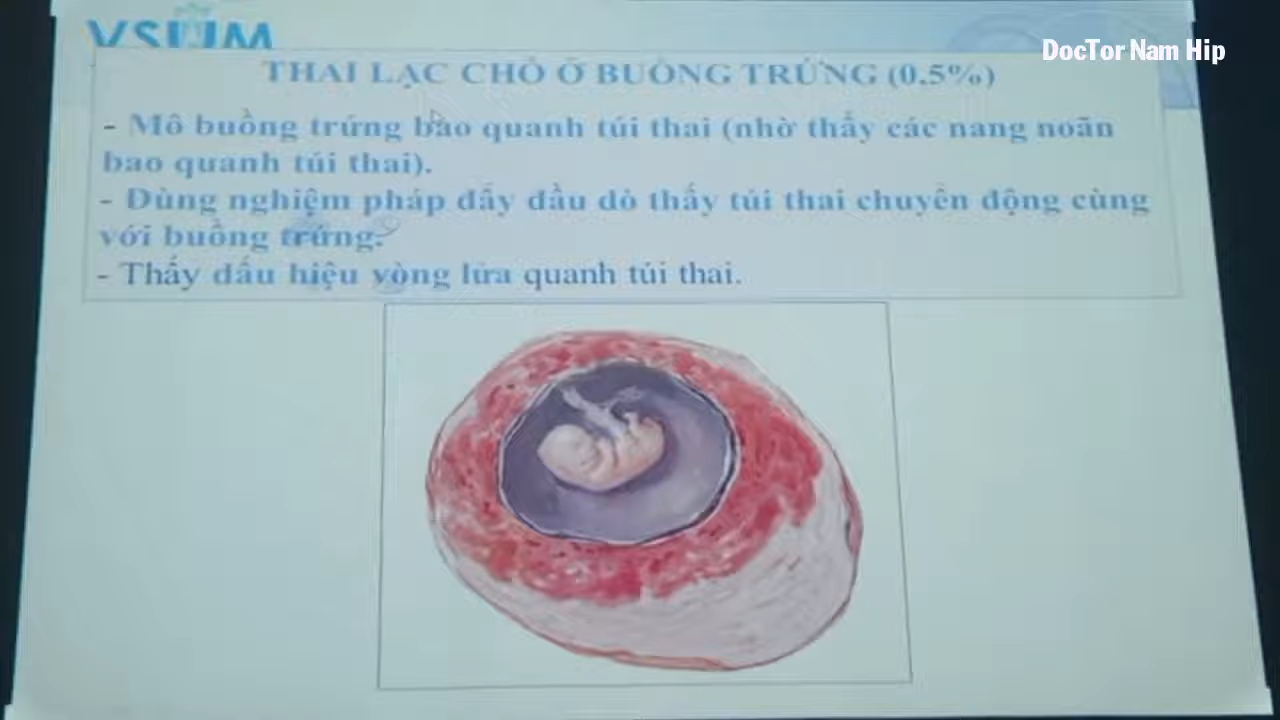 VSUM
DocTor Nam Hip
THAI LẠC CHỖ Ở BUỒNG TRỨNG (0.5%)
- Mô buồng trứng bao quanh túi thai (nhờ thấy các nang noãn
bao quanh túi thai).
- Dùng nghiệm pháp đẩy đầu dò thấy túi thai chuyển động cùng
với buồng trứng.
- Thấy dấu hiệu vòng lửa quanh túi thai.